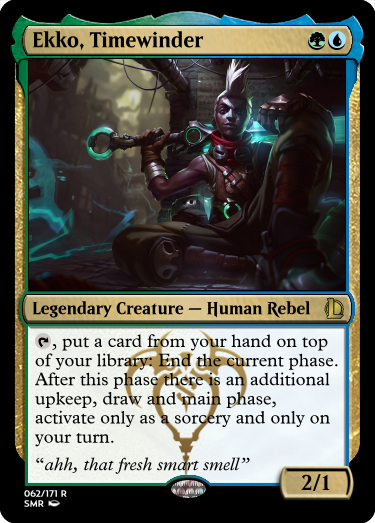 Ekko, Timewinder
Legendary Creature — Human Rebel
, put a card from your hand on top
of your library: End the current phase.
After this phase there is an additional
upkeep, draw and main phase,
activate only as a sorcery and only on
your turn.
“ahh, that fresh smart smell”
2/1
062/171 R
SMR